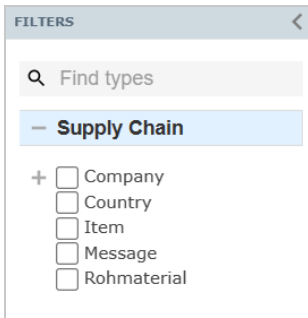 FILTERS
Find types
Supply Chain
Company
Country
Item
Message
Rohmaterial